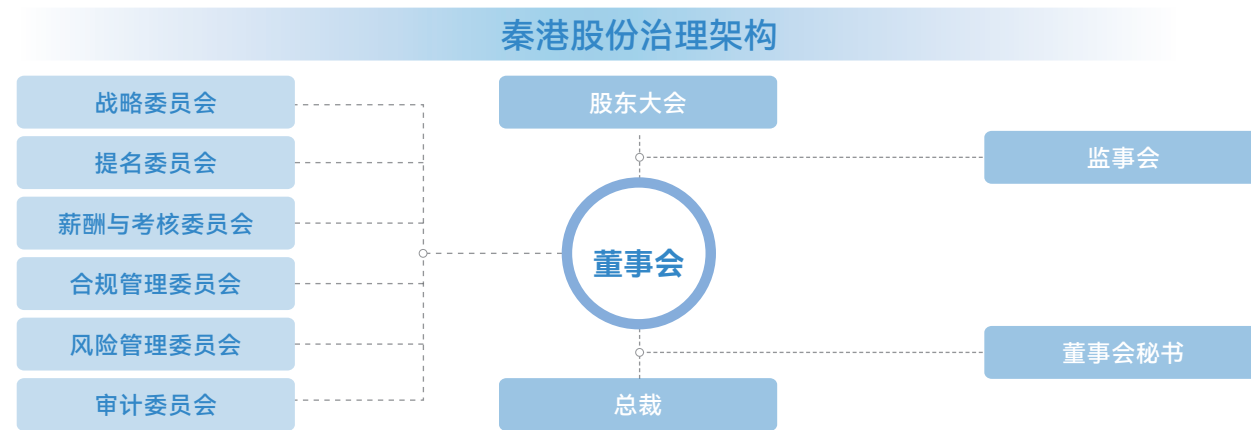 秦港股份治理架构
战略委员会
提名委员会
薪酬与考核委员会
合规管理委员会
风险管理委员会
审计委员会
股东大会
董事会
总裁
监事会
董事会秘书